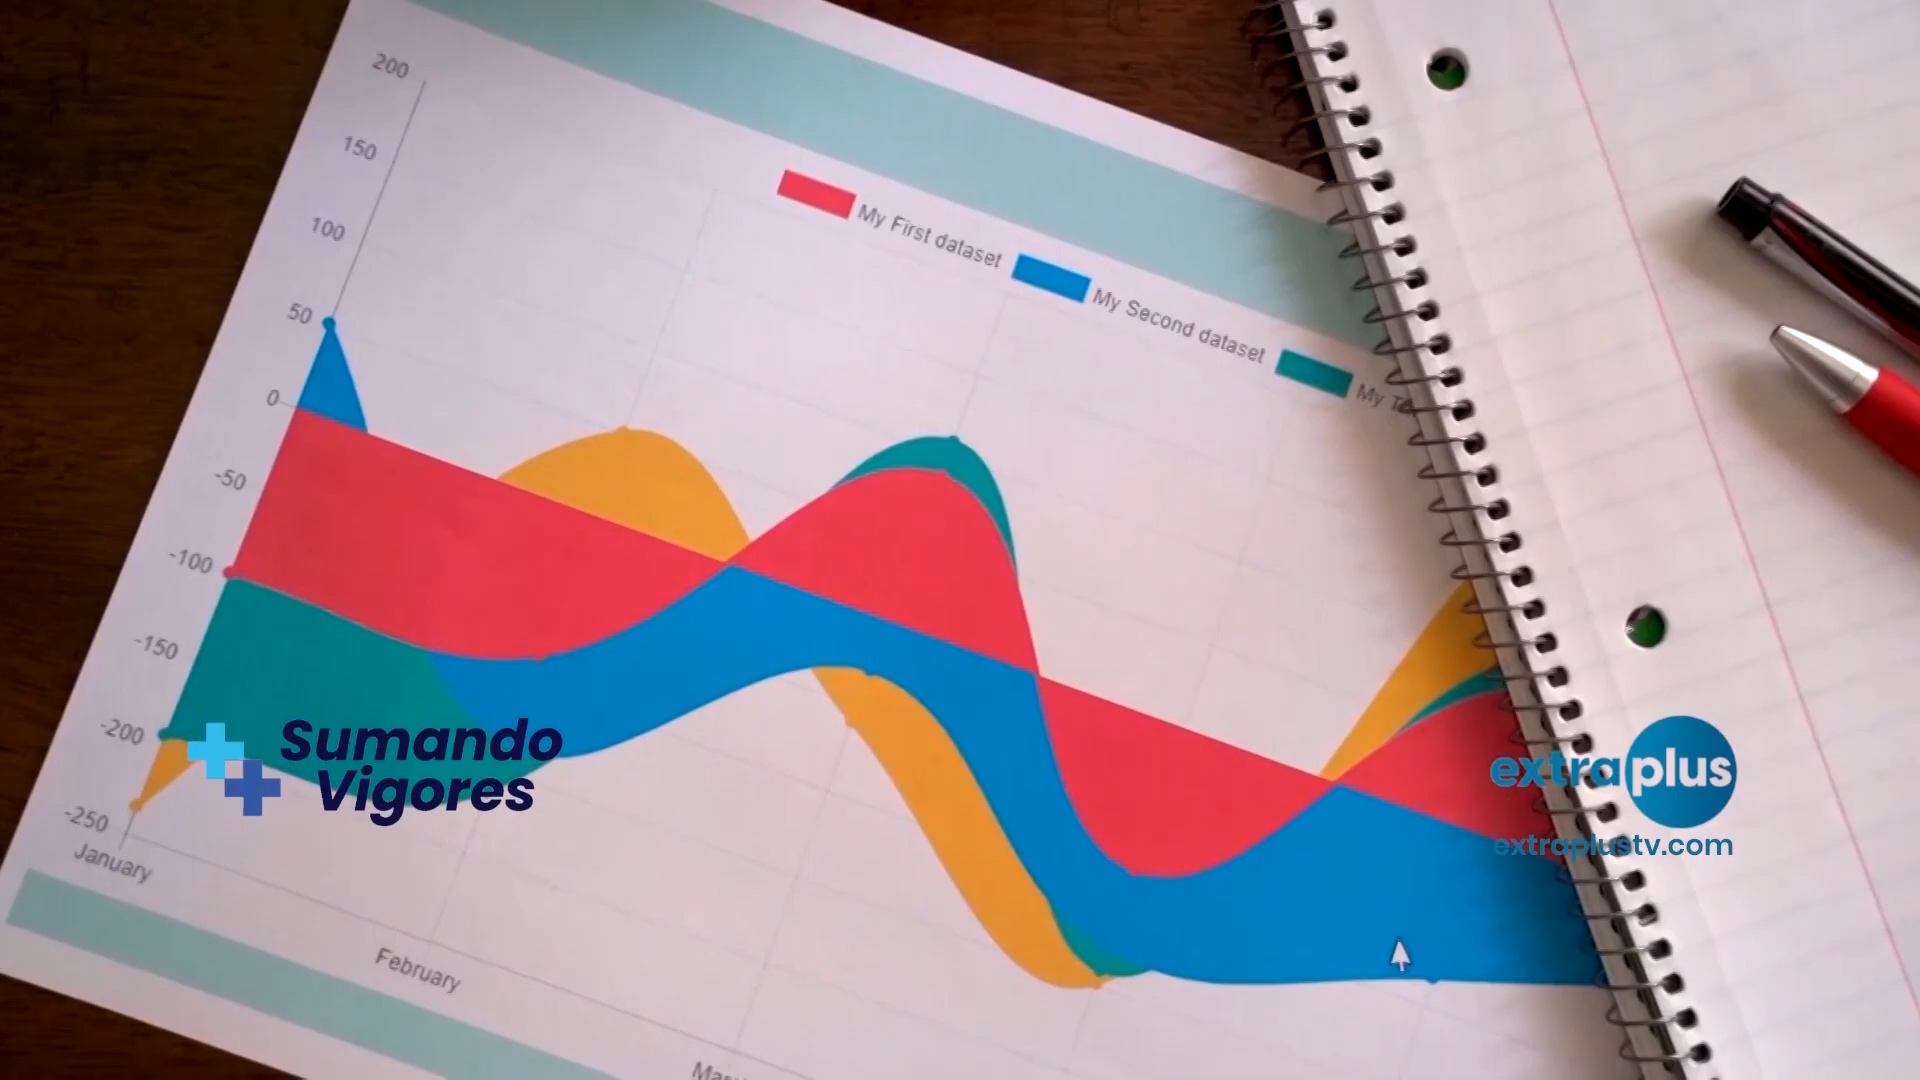 200
150
100
50
0
-50
-100
-150
-200
-250
My First dataset
My Second dataset
My
January
February
Sumando
Vigores
extraplus
extraplustv.com